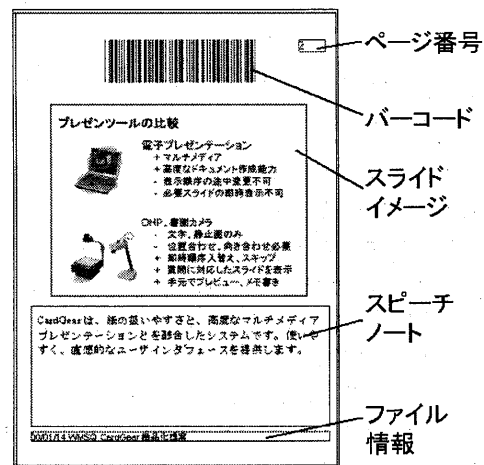 2
ページ番号
バーコード
プレゼンツールの比較
電子プレゼンテーション
+ マルチメディア
+ 高度なドキュメント作成能力
- 表示順序の途中変更不可
- 必要スライドの即時表示不可
スライド
イメージ
OHP、書画カメラ
- 文字、静止画のみ
- 位置合わせ、向き合わせ必要
+ 即時順序入替え、スキップ
+ 質問に対応したスライドを表示
+ 手元でプレビュー、メモ書き
スピーチ
ノート
CardGearは、紙の扱いやすさと、高度なマルチメディア
プレゼンテーションとを融合したシステムです。使いや
すく、直感的なユーザインタフェースを提供します。
ファイル
情報
00/01/14 WMSQ CardGear 商品化提案